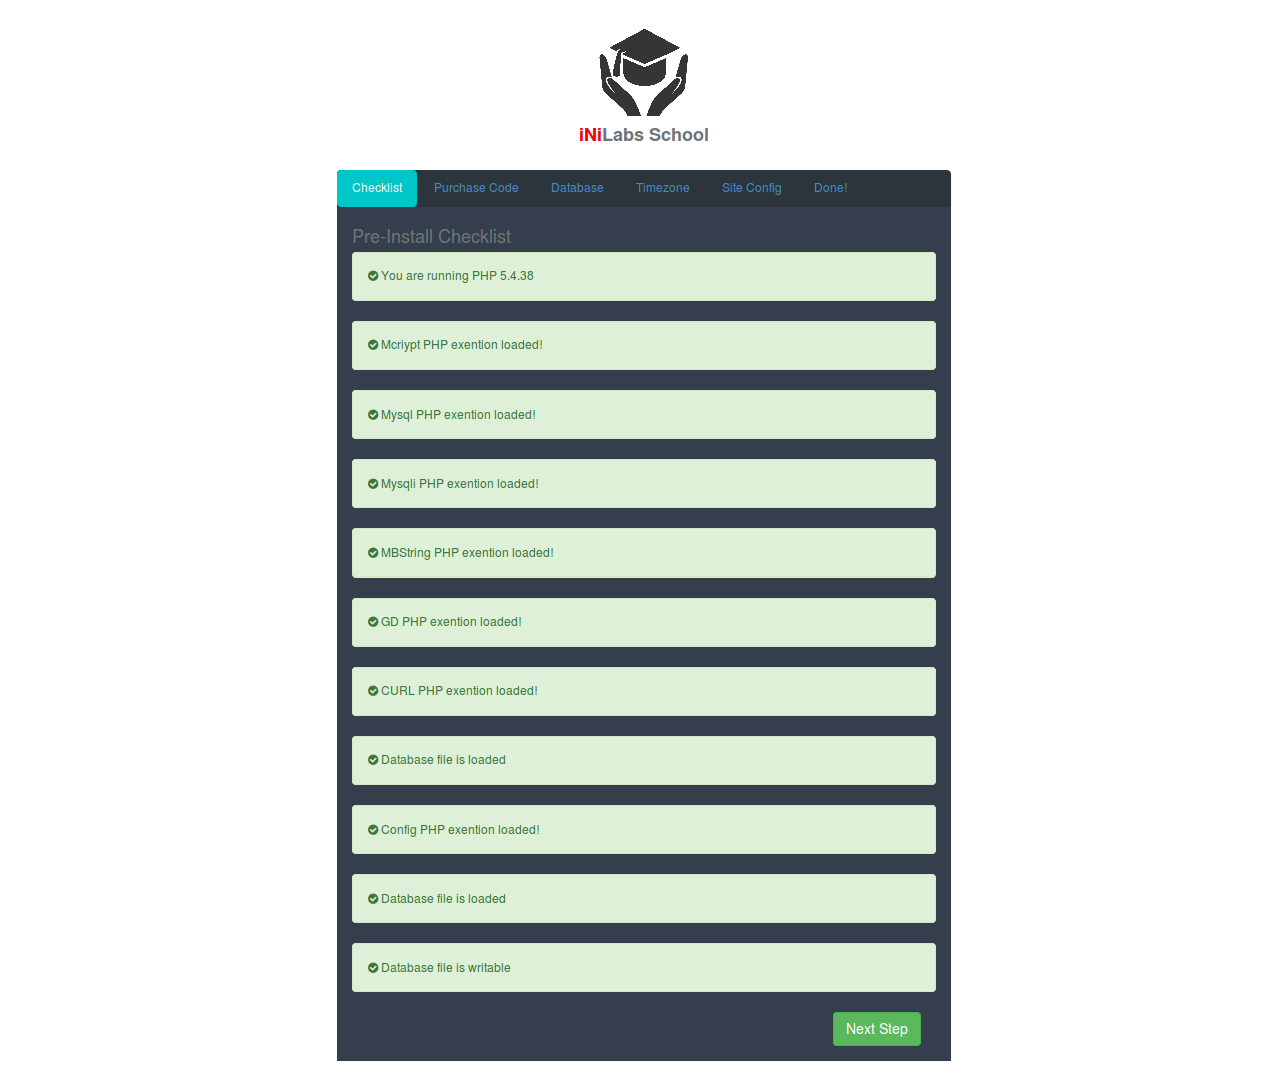 iNiLabs School
Checklist Purchase Code Database Timezone Site Config Done!
Pre-Install Checklist
You are running PHP 5.4.38
Mcriypt PHP exention loaded!
Mysql PHP exention loaded!
Mysqli PHP exention loaded!
MBString PHP exention loaded!
GD PHP exention loaded!
CURL PHP exention loaded!
Database file is loaded
Config PHP exention loaded!
Database file is loaded
Database file is writable
Next Step